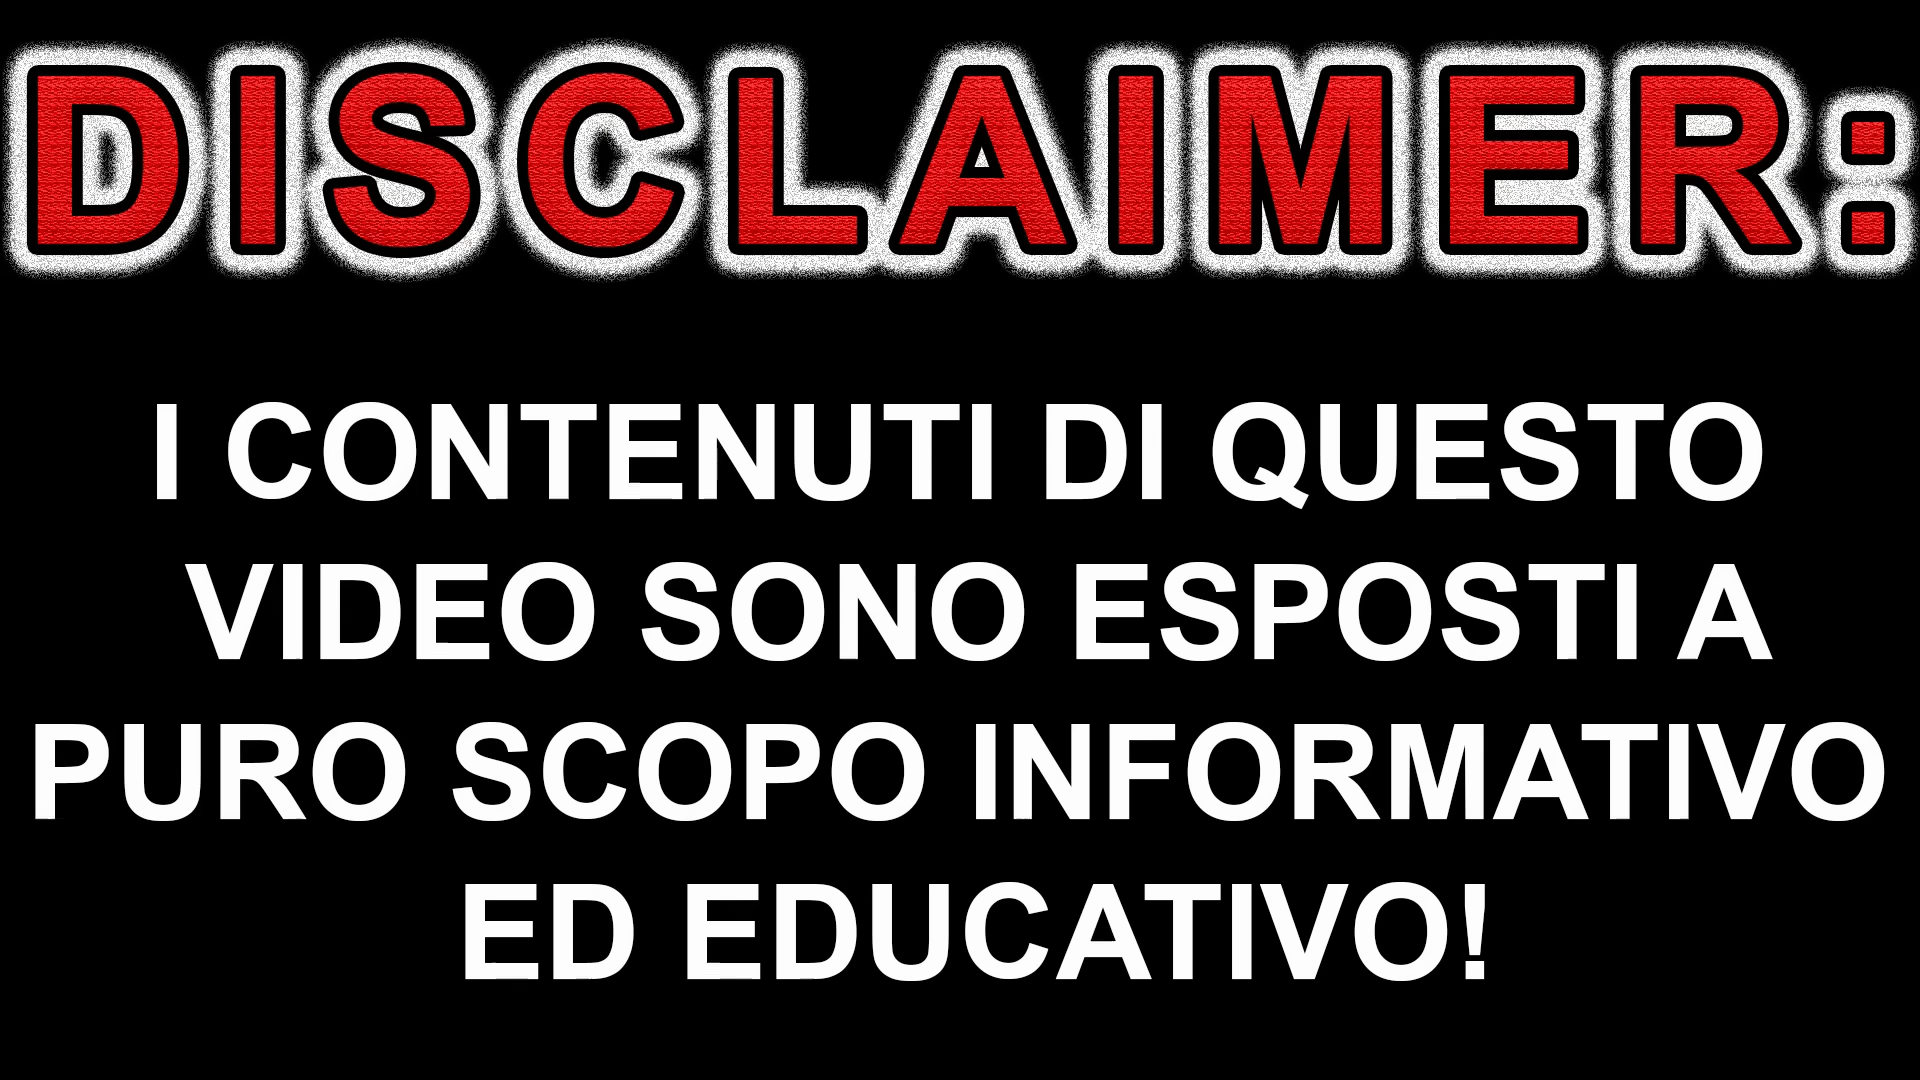 DISCLAIMER:
I CONTENUTI DI QUESTO
VIDEO SONO ESPOSTI A
PURO SCOPO INFORMATIVO
ED EDUCATIVO!